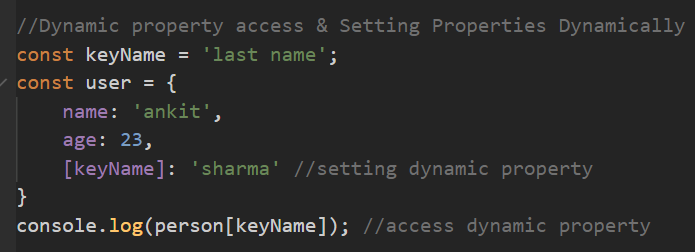 //Dynamic property access & Setting Properties Dynamically
const keyName = 'last name';
const user = {
    name: 'ankit',
    age: 23,
    [keyName]: 'sharma' //setting dynamic property
}
console.log(person[keyName]); //access dynamic property